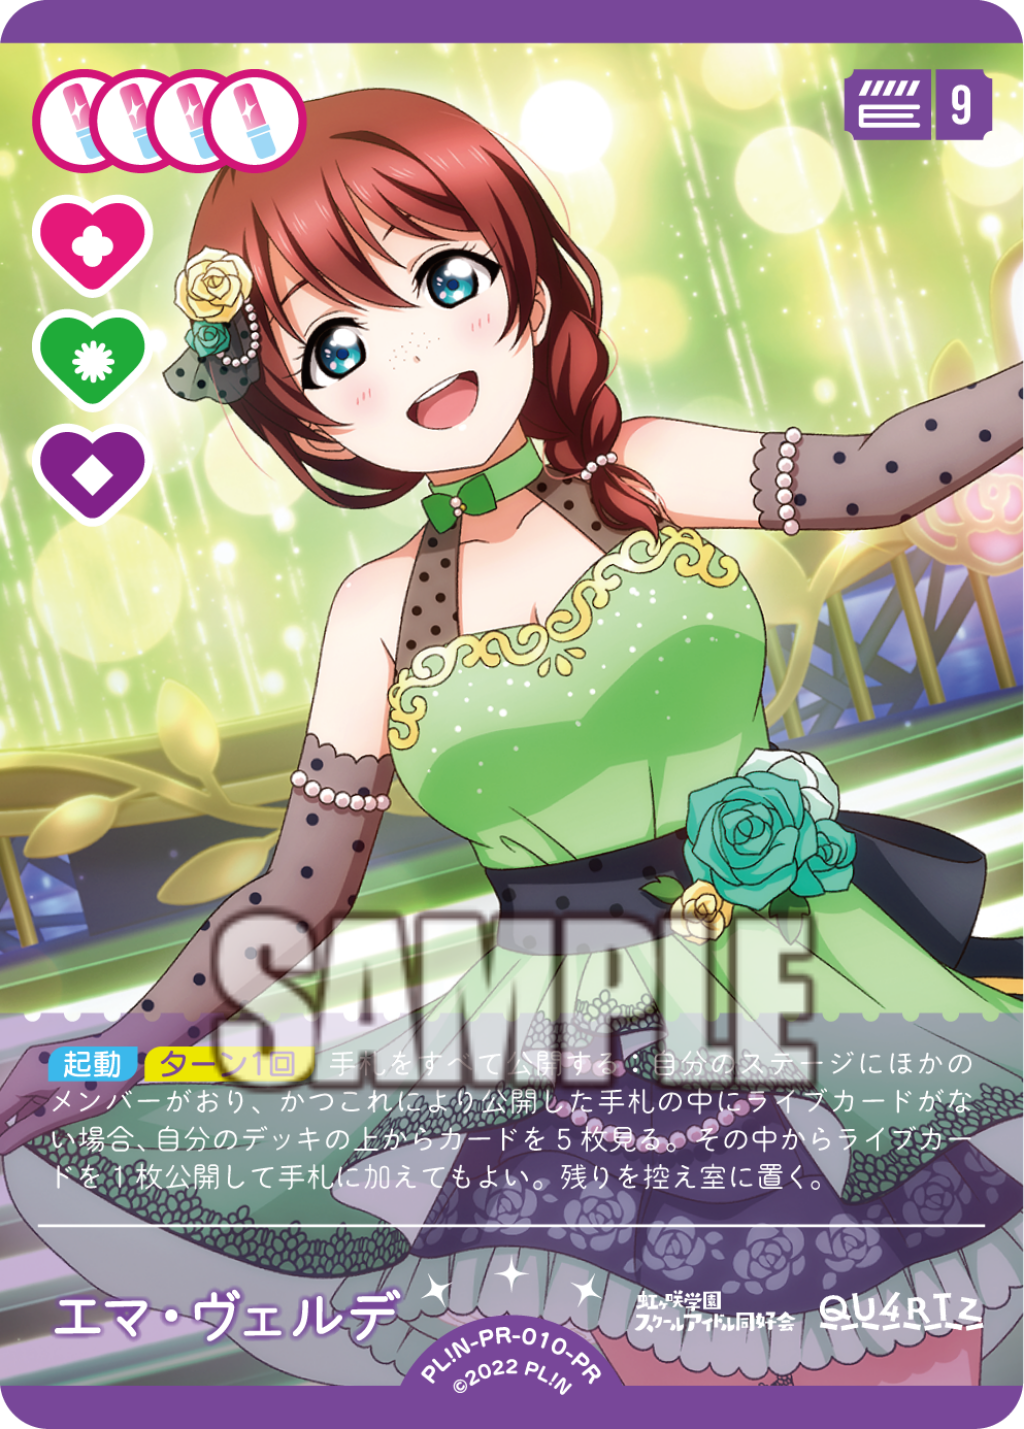 9
SAMPLE
起動 ターン1回 手札をすべて公開する：自分のステージにほかの
メンバーがおり、かつこれにより公開した手札の中にライブカードがな
い場合、自分のデッキの上からカードを5枚見る。その中からライブカー
ドを1枚公開して手札に加えてもよい。残りを控え室に置く。
エマ・ヴェルデ
虹ヶ咲学園
スクールアイドル同好会
QU4RTZ
PL!N-PR-010-PR
©2022 PL!N